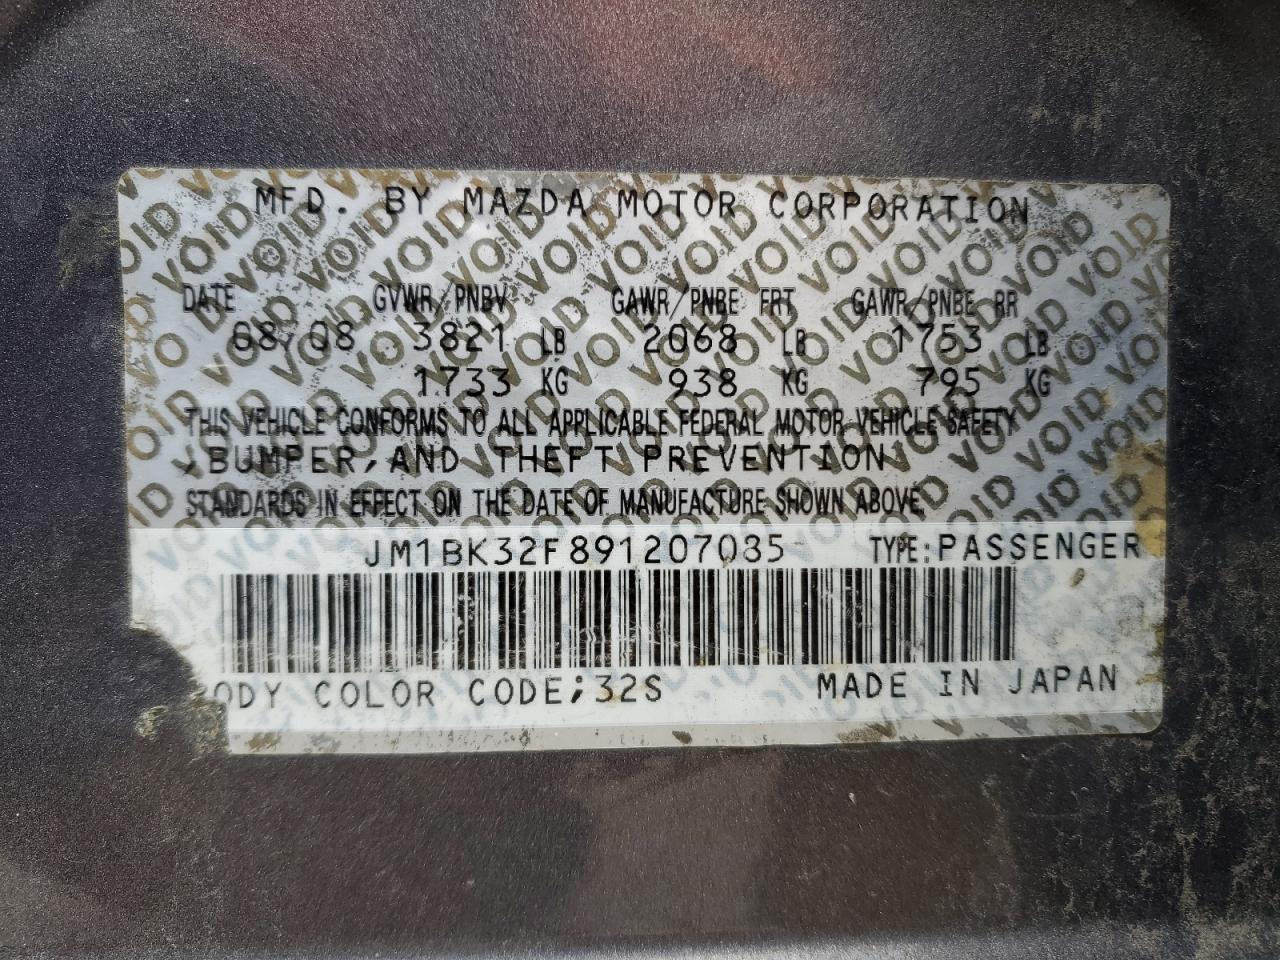 MFD. BY MAZDA MOTOR CORPORATION
DATE GVWR/PNBV GAWR/PNBE FRT GAWR/PNBE RR
08/08 3821 LB 2068 LB 1753 LB
1733 KG 938 KG 795 KG
THIS VEHICLE CONFORMS TO ALL APPLICABLE FEDERAL MOTOR VEHICLE SAFETY
,BUMPER,AND THEFT PREVENTION
STANDARDS IN EFFECT ON THE DATE OF MANUFACTURE SHOWN ABOVE.
JM1BK32F891207085 TYPE:PASSENGER
BODY COLOR CODE;32S MADE IN JAPAN